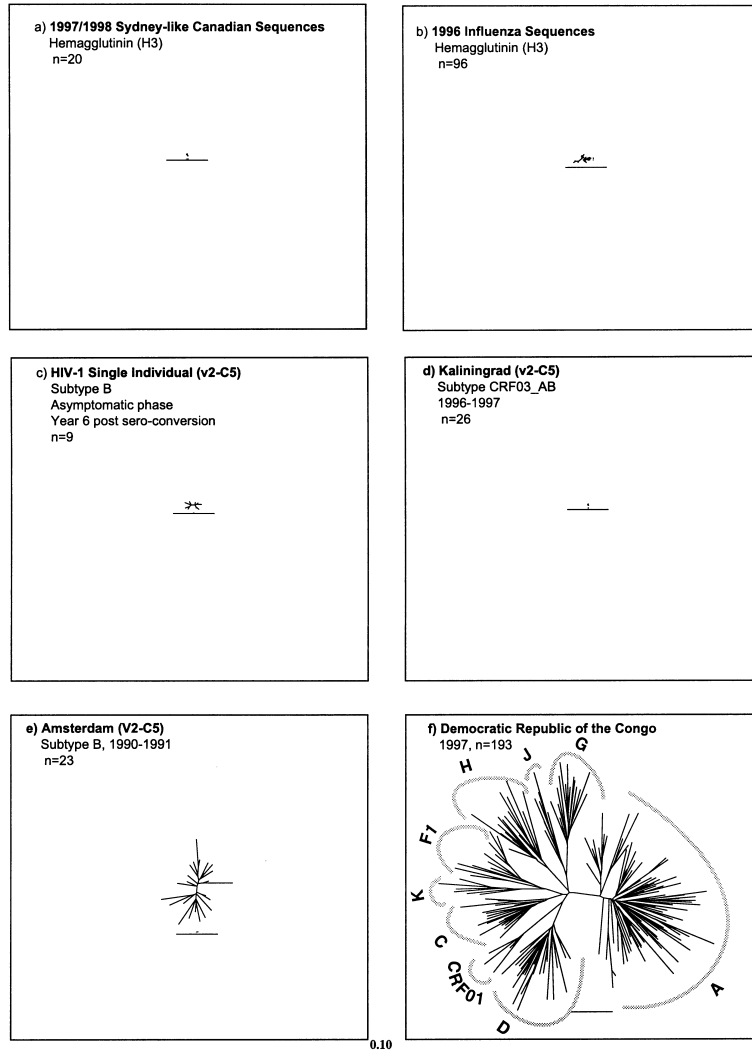 a) 1997/1998 Sydney-like Canadian Sequences
Hemagglutinin (H3)
n=20
b) 1996 Influenza Sequences
Hemagglutinin (H3)
n=96
c) HIV-1 Single Individual (v2-C5)
Subtype B
Asymptomatic phase
Year 6 post sero-conversion
n=9
d) Kaliningrad (v2-C5)
Subtype CRF03_AB
1996-1997
n=26
e) Amsterdam (V2-C5)
Subtype B, 1990-1991
n=23
f) Democratic Republic of the Congo
1997, n=193
G
J
H
F1
K
C
CRF01
D
A
0.10